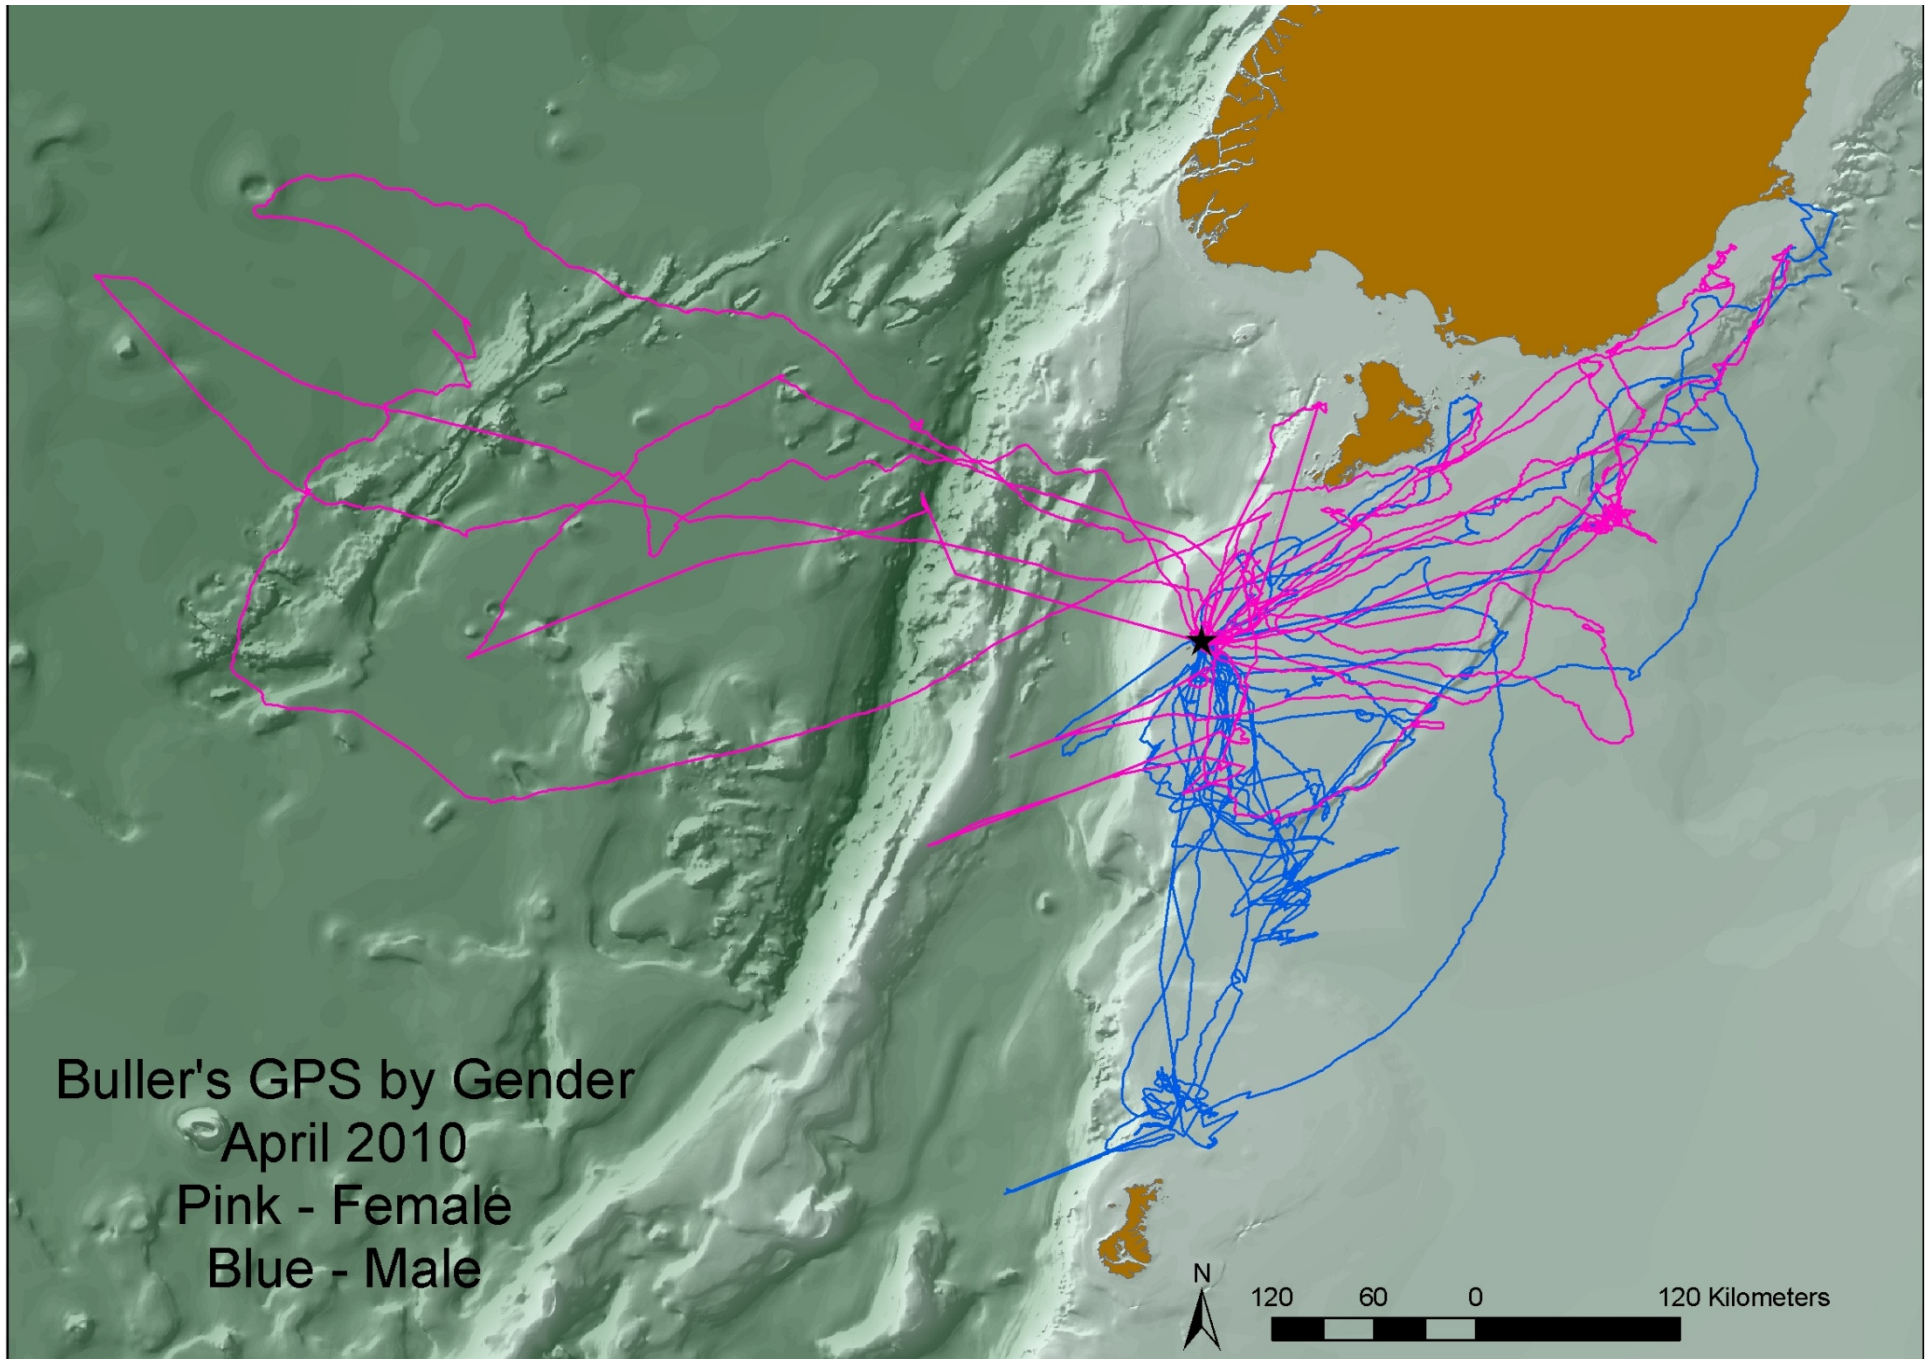 Buller's GPS by Gender
April 2010
Pink - Female
Blue - Male
N
120 60 0 120 Kilometers